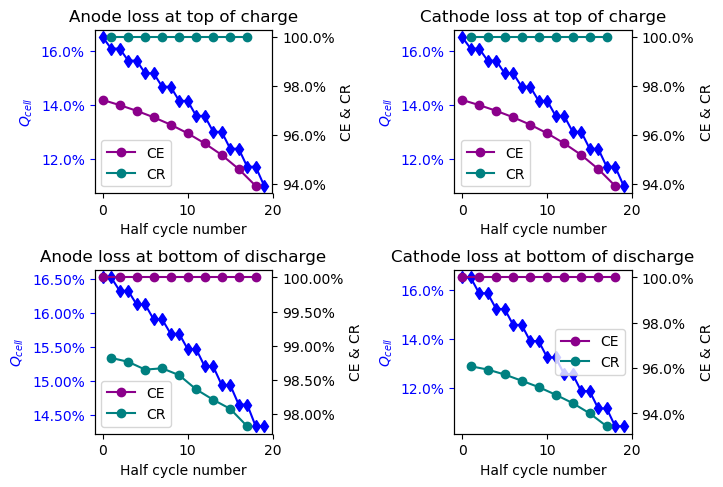 Anode loss at top of charge
16.0%
14.0%
12.0%
Q_cell
100.0%
98.0%
96.0%
94.0%
CE & CR
CE
CR
0
10
20
Half cycle number
Cathode loss at top of charge
16.0%
14.0%
12.0%
Q_cell
100.0%
98.0%
96.0%
94.0%
CE & CR
CE
CR
0
10
20
Half cycle number
Anode loss at bottom of discharge
16.50%
16.00%
15.50%
15.00%
14.50%
Q_cell
100.00%
99.50%
99.00%
98.50%
98.00%
CE & CR
CE
CR
0
10
20
Half cycle number
Cathode loss at bottom of discharge
16.0%
14.0%
12.0%
Q_cell
100.0%
98.0%
96.0%
94.0%
CE & CR
CE
CR
0
10
20
Half cycle number